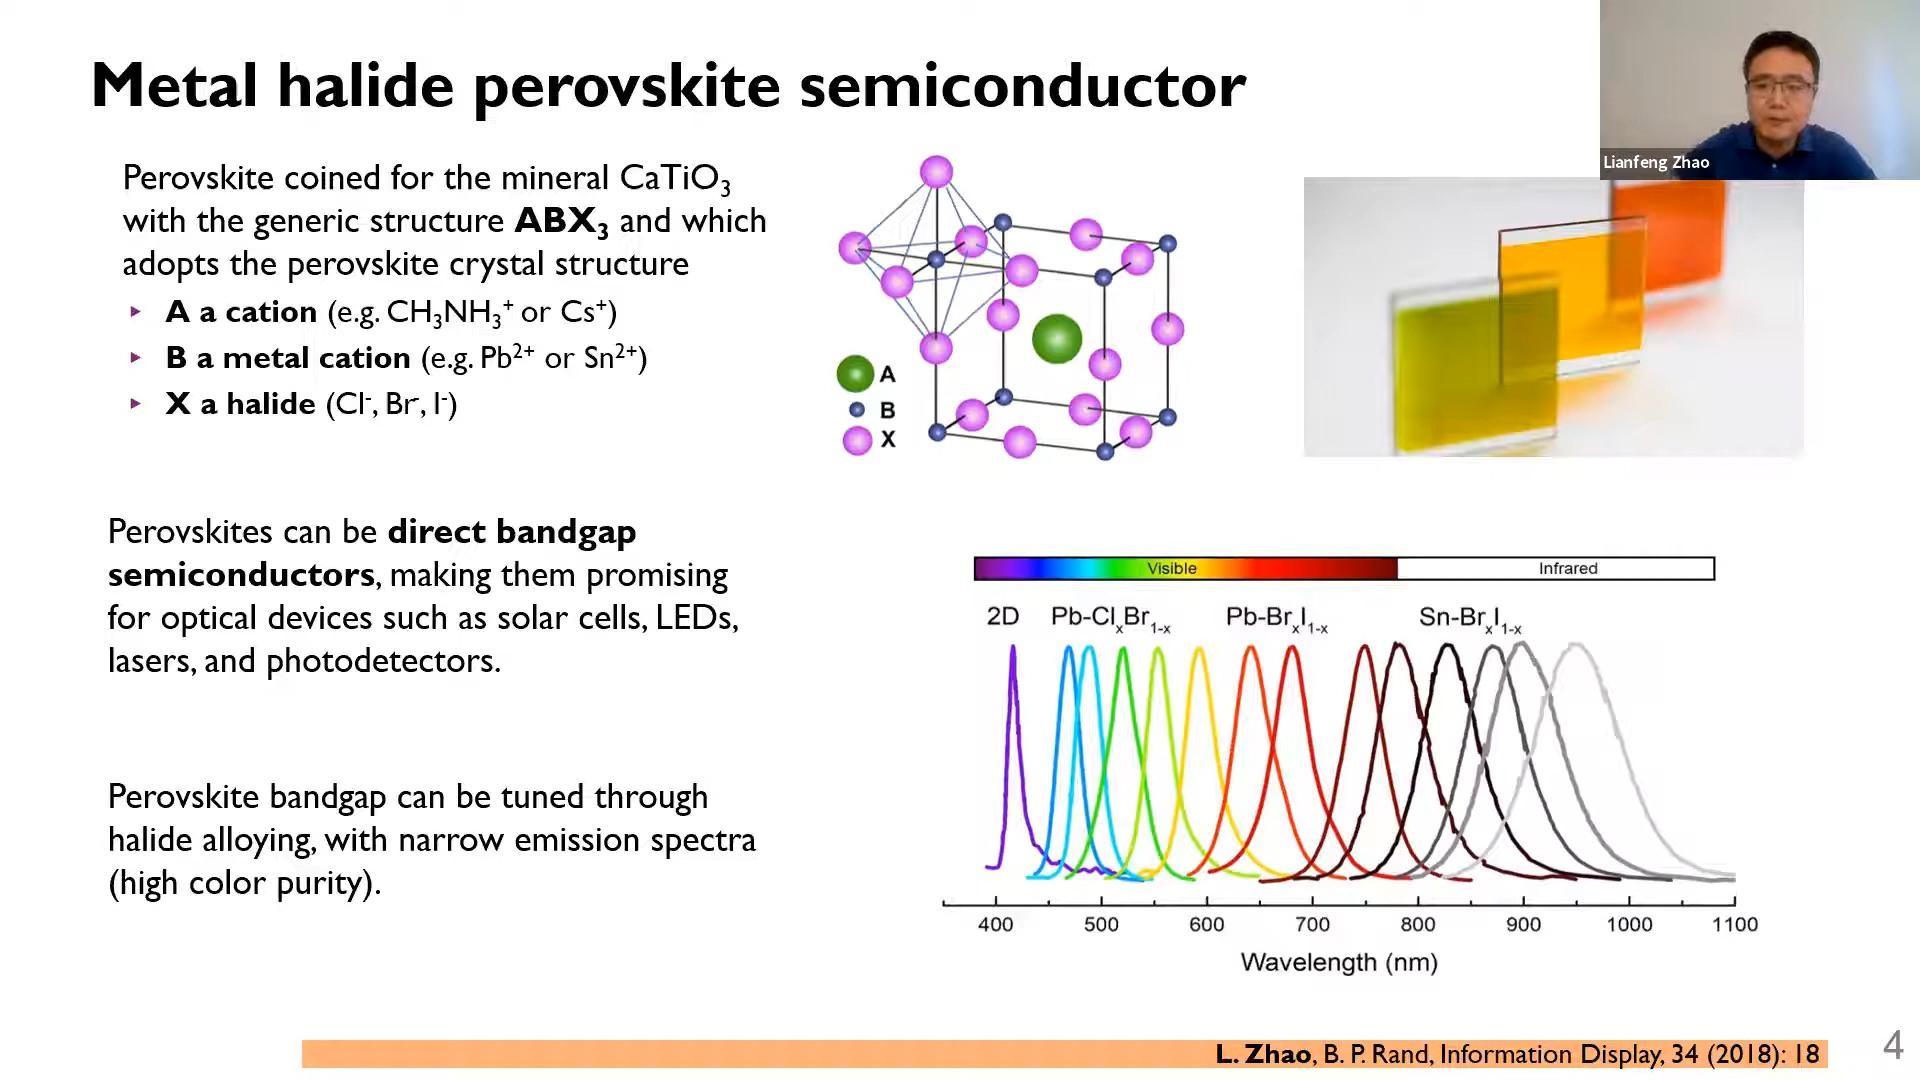 Metal halide perovskite semiconductor
Lianfeng Zhao
Perovskite coined for the mineral CaTiO₃
with the generic structure ABX₃ and which
adopts the perovskite crystal structure
▸ A a cation (e.g. CH₃NH₃⁺ or Cs⁺)
▸ B a metal cation (e.g. Pb²⁺ or Sn²⁺)
▸ X a halide (Cl⁻, Br⁻, I⁻)
A
B
X
Perovskites can be direct bandgap
semiconductors, making them promising
for optical devices such as solar cells, LEDs,
lasers, and photodetectors.
Perovskite bandgap can be tuned through
halide alloying, with narrow emission spectra
(high color purity).
Visible Infrared
2D Pb-ClₓBr₁₋ₓ Pb-BrₓI₁₋ₓ Sn-BrₓI₁₋ₓ
400 500 600 700 800 900 1000 1100
Wavelength (nm)
L. Zhao, B. P. Rand, Information Display, 34 (2018): 18
4